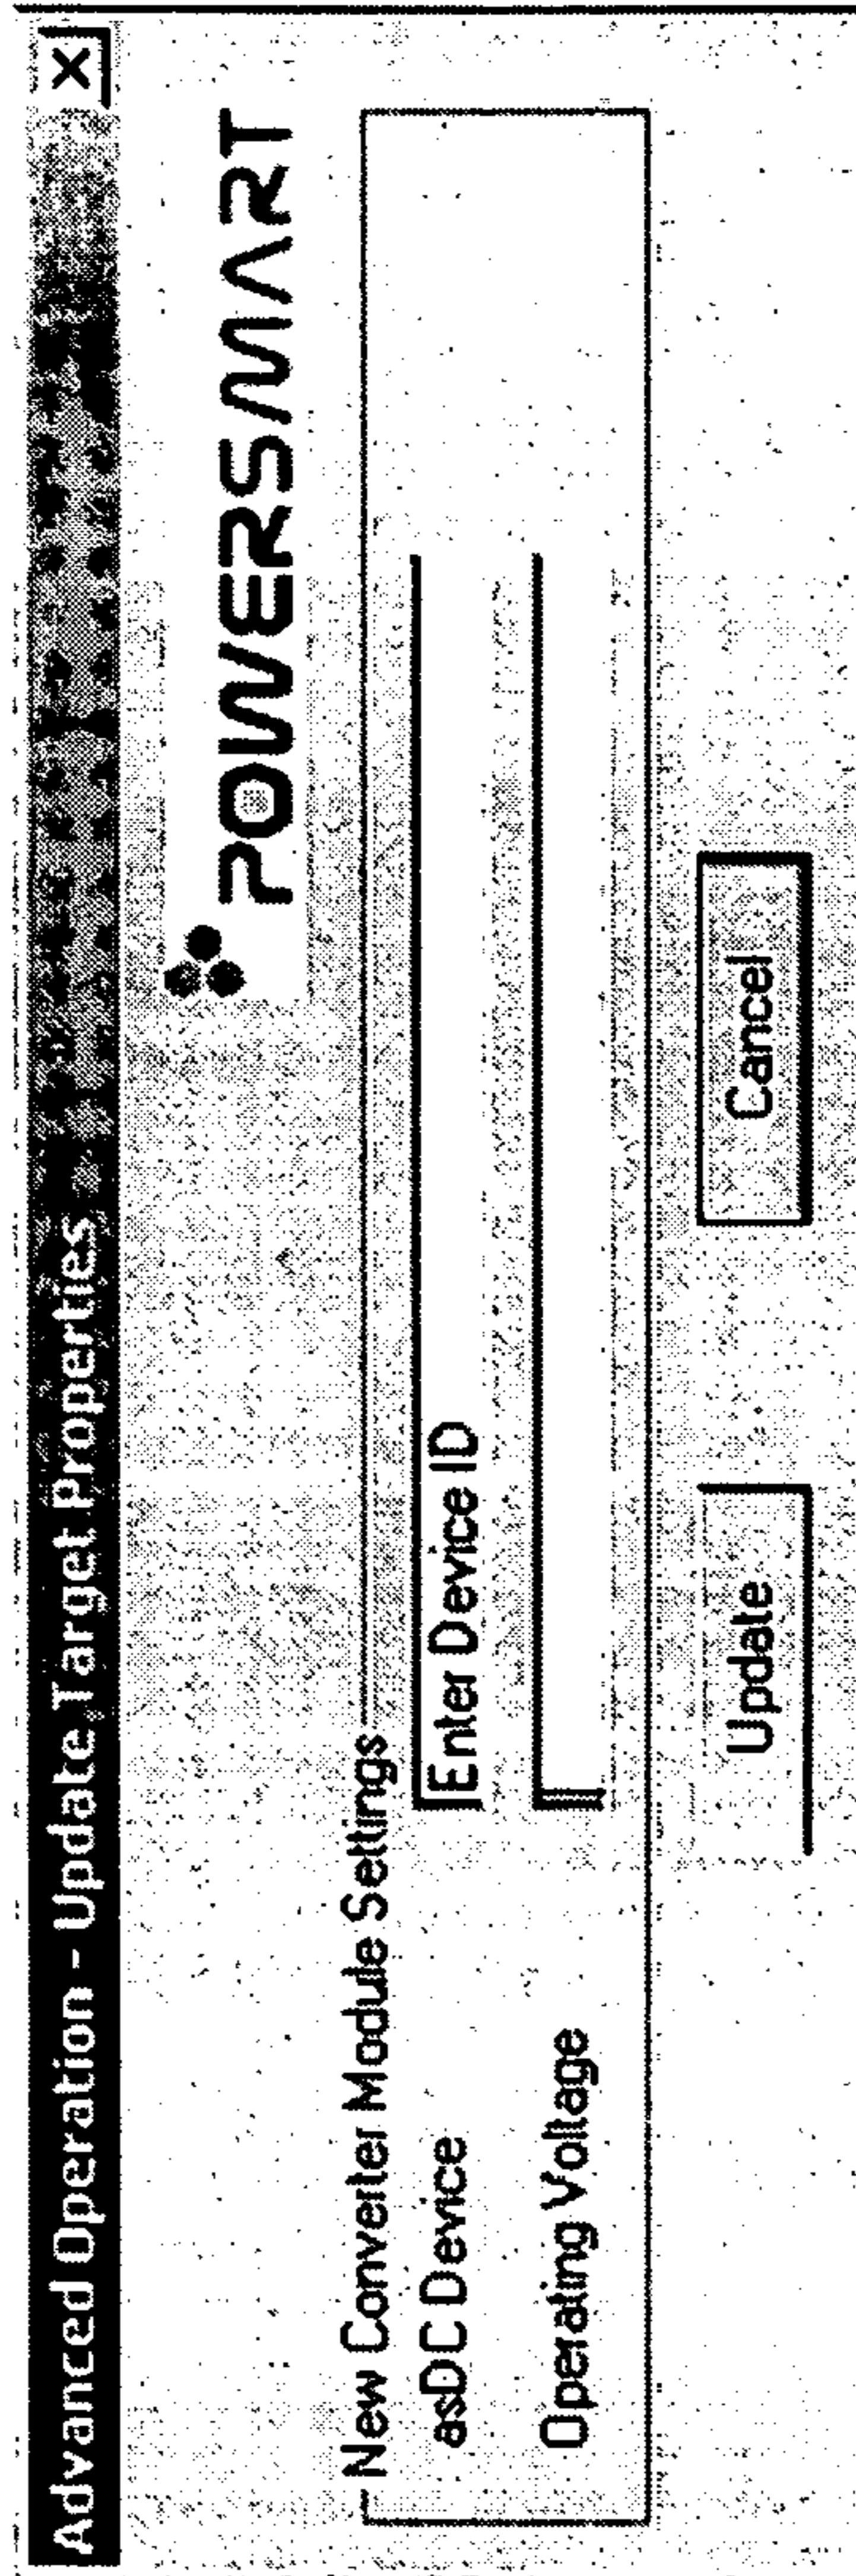 Advanced Operation - Update Target Properties
POWERSMART
New Converter Module Settings
asDC Device Enter Device ID
Operating Voltage
Update Cancel